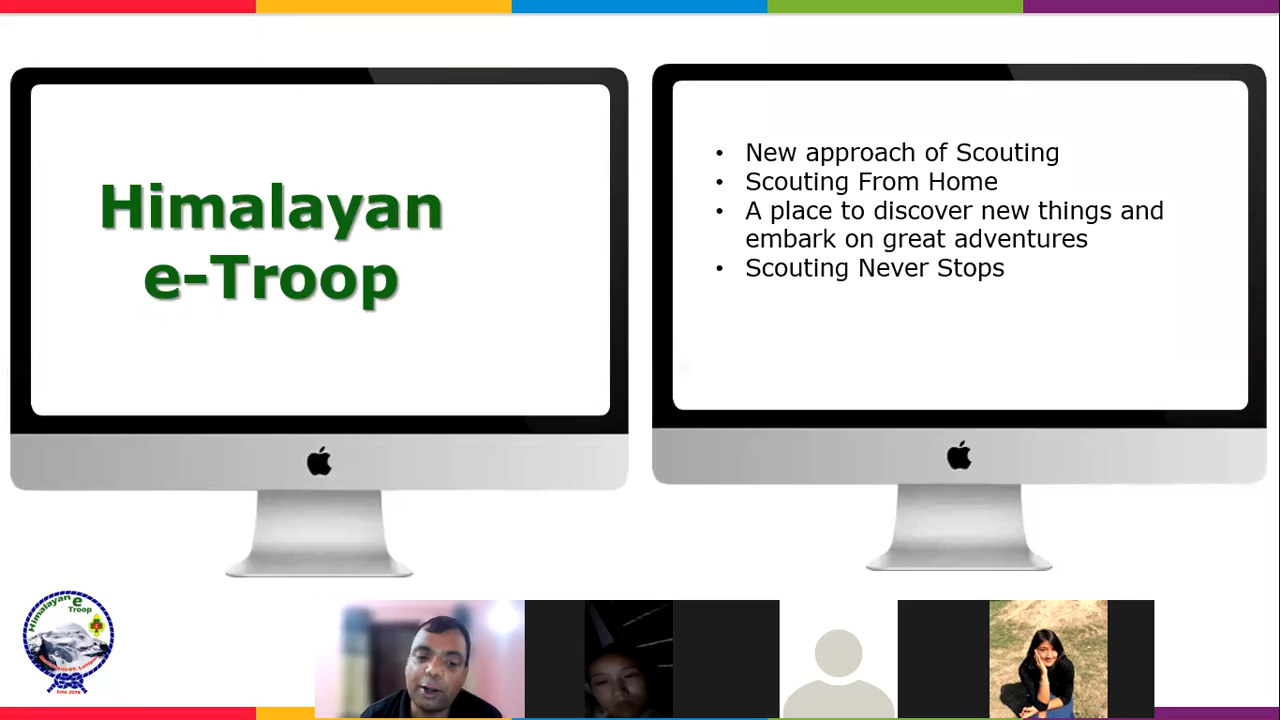 Himalayan
e-Troop
• New approach of Scouting
• Scouting From Home
• A place to discover new things and
embark on great adventures
• Scouting Never Stops
Himalayan e
Troop